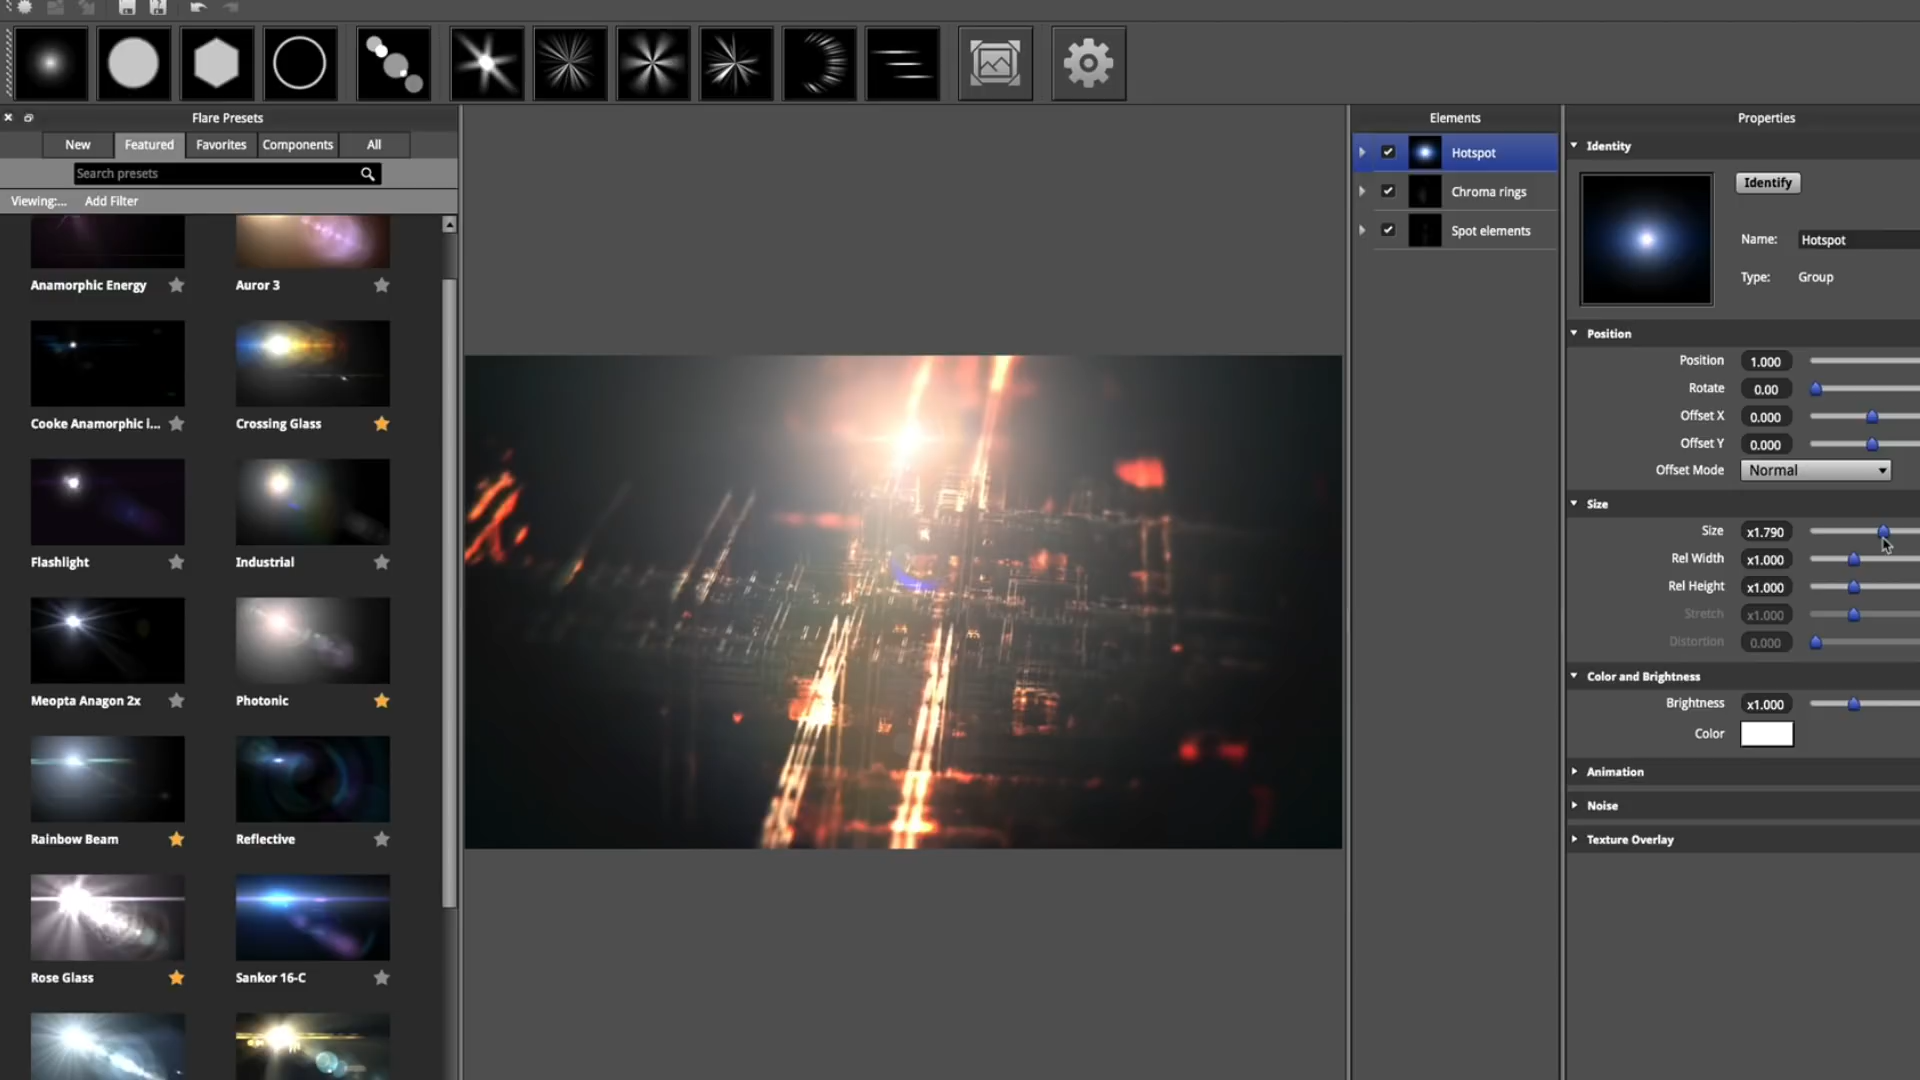 Flare Presets
New
Featured
Favorites
Components
All
Search presets
Viewing:...
Add Filter
Anamorphic Energy
Auror 3
Cooke Anamorphic i...
Crossing Glass
Flashlight
Industrial
Meopta Anagon 2x
Photonic
Rainbow Beam
Reflective
Rose Glass
Sankor 16-C
Elements
Hotspot
Chroma rings
Spot elements
Properties
Identity
Identify
Name: Hotspot
Type: Group
Position
Position 1.000
Rotate 0.00
Offset X 0.000
Offset Y 0.000
Offset Mode Normal
Size
Size x1.790
Rel Width x1.000
Rel Height x1.000
Stretch x1.000
Distortion 0.000
Color and Brightness
Brightness x1.000
Color
Animation
Noise
Texture Overlay